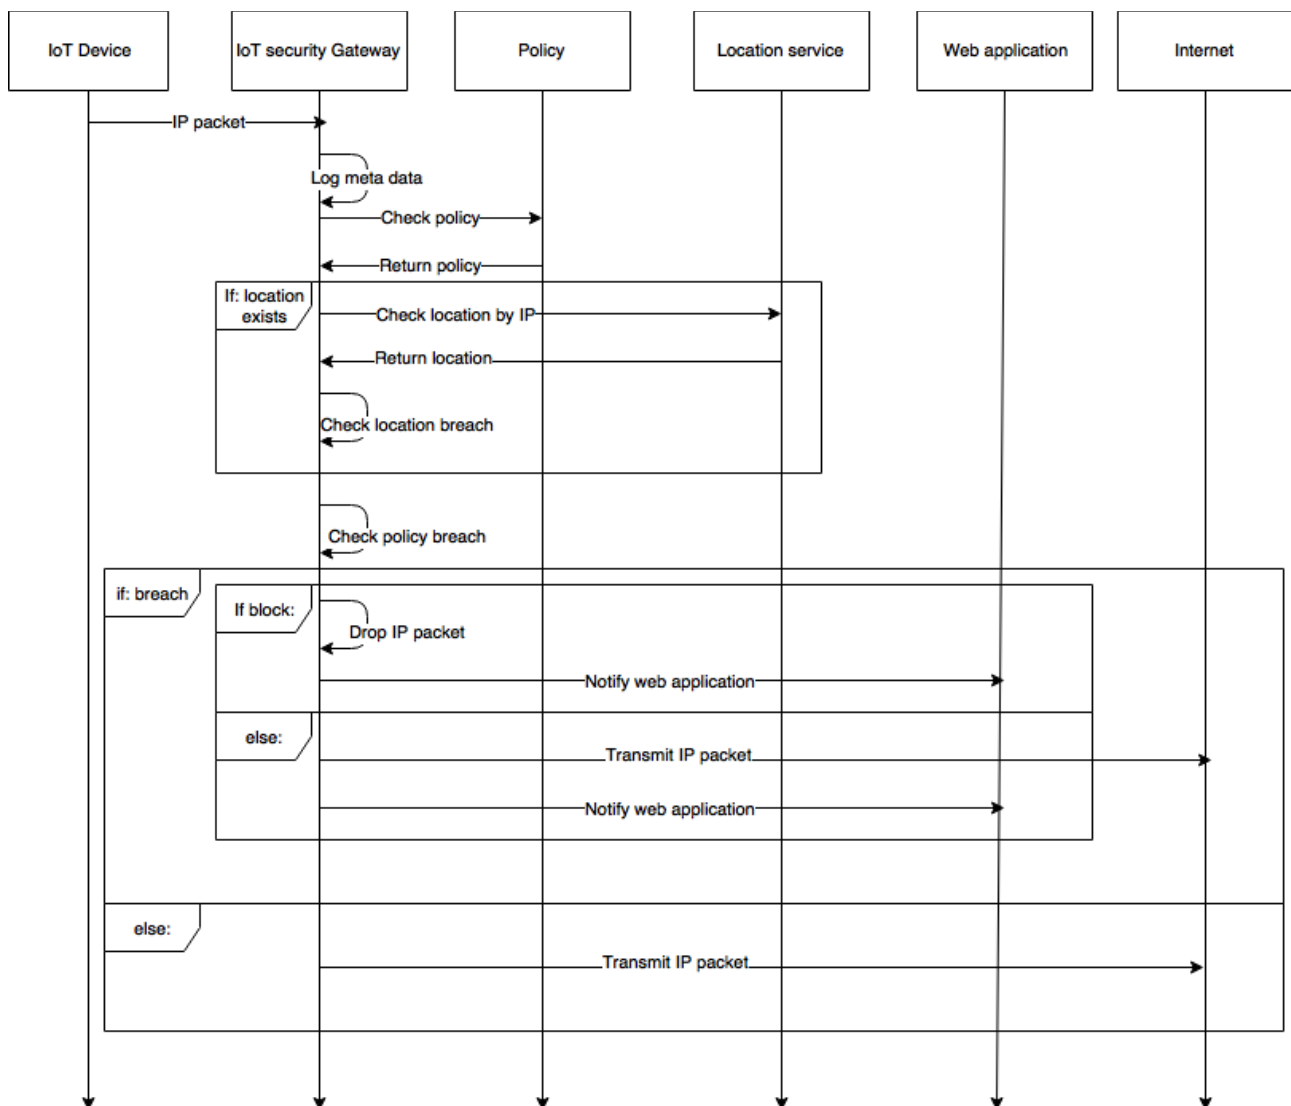 IoT Device
IoT security Gateway
Policy
Location service
Web application
Internet
IP packet
Log meta data
Check policy
Return policy
If: location
exists
Check location by IP
Return location
Check location breach
Check policy breach
if: breach
If block:
Drop IP packet
Notify web application
else:
Transmit IP packet
Notify web application
else:
Transmit IP packet